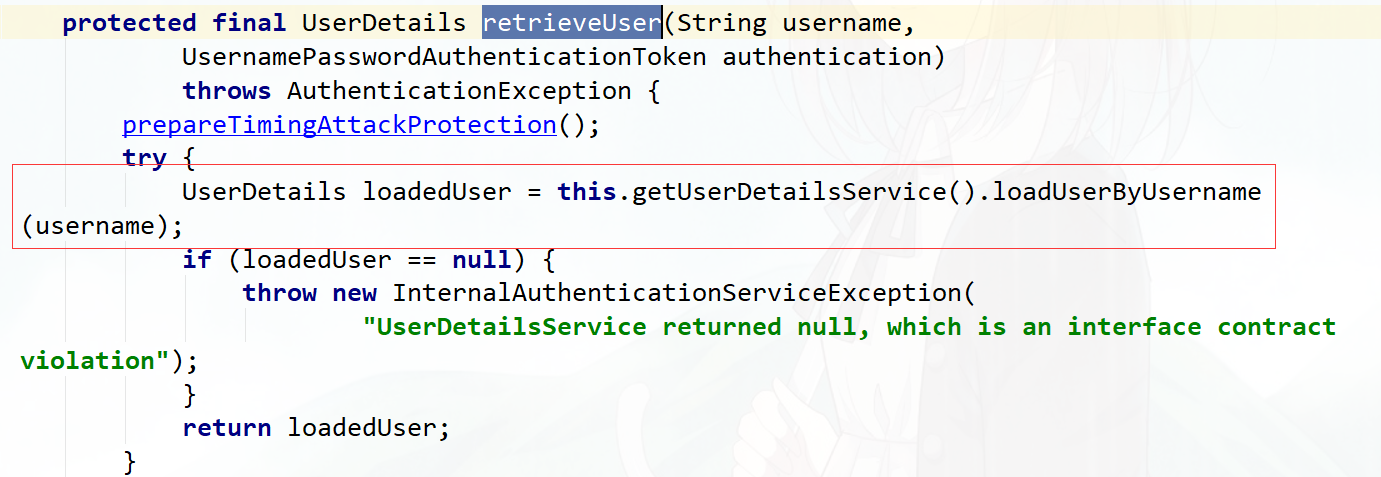 protected final UserDetails retrieveUser(String username,
UsernamePasswordAuthenticationToken authentication)
throws AuthenticationException {
prepareTimingAttackProtection();
try {
UserDetails loadedUser = this.getUserDetailsService().loadUserByUsername
(username);
if (loadedUser == null) {
throw new InternalAuthenticationServiceException(
"UserDetailsService returned null, which is an interface contract
violation");
}
return loadedUser;
}